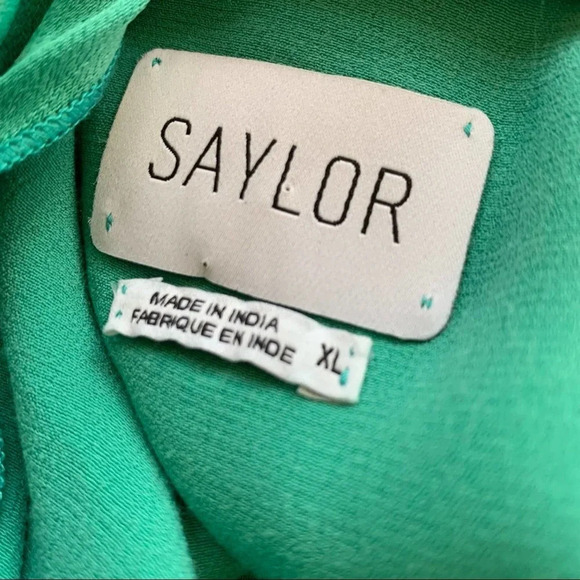 SAYLOR
MADE IN INDIA
FABRIQUE EN INDE
XL